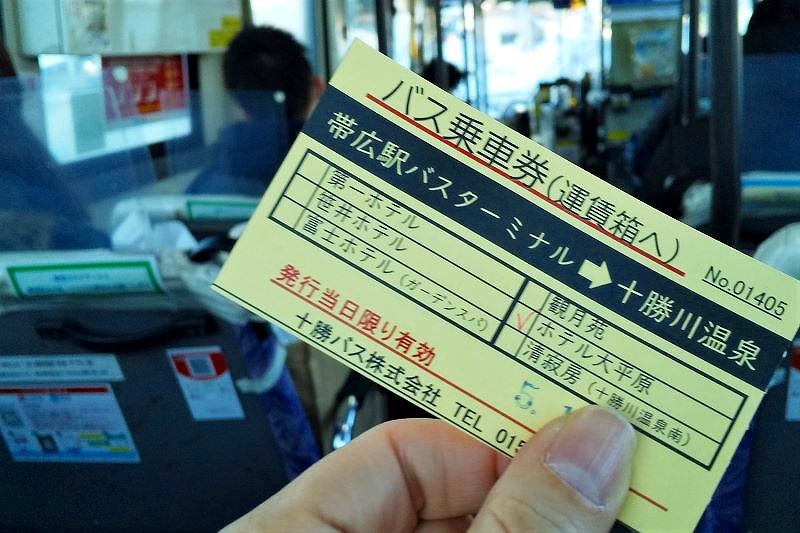 バス乗車券(運賃箱へ)
No.01405
帯広駅バスターミナル➡十勝川温泉
第一ホテル
笹井ホテル
富士ホテル(ガーデンスパ)
観月苑
ホテル大平原
清寂房(十勝川温泉南)
発行当日限り有効
5.1
十勝バス株式会社 TEL 015